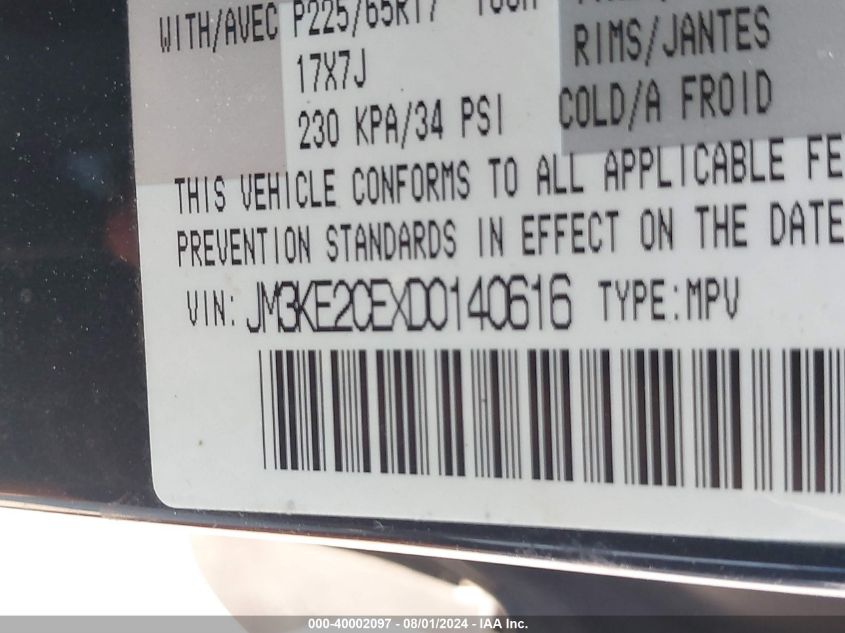 WITH/AVEC P225/65R17
RIMS/JANTES
17X7J
COLD/A FROID
230 KPA/34 PSI
THIS VEHICLE CONFORMS TO ALL APPLICABLE FE
PREVENTION STANDARDS IN EFFECT ON THE DATE
VIN: JM3KE2CEXD0140616 TYPE:MPV
000-40002097 - 08/01/2024 - IAA Inc.